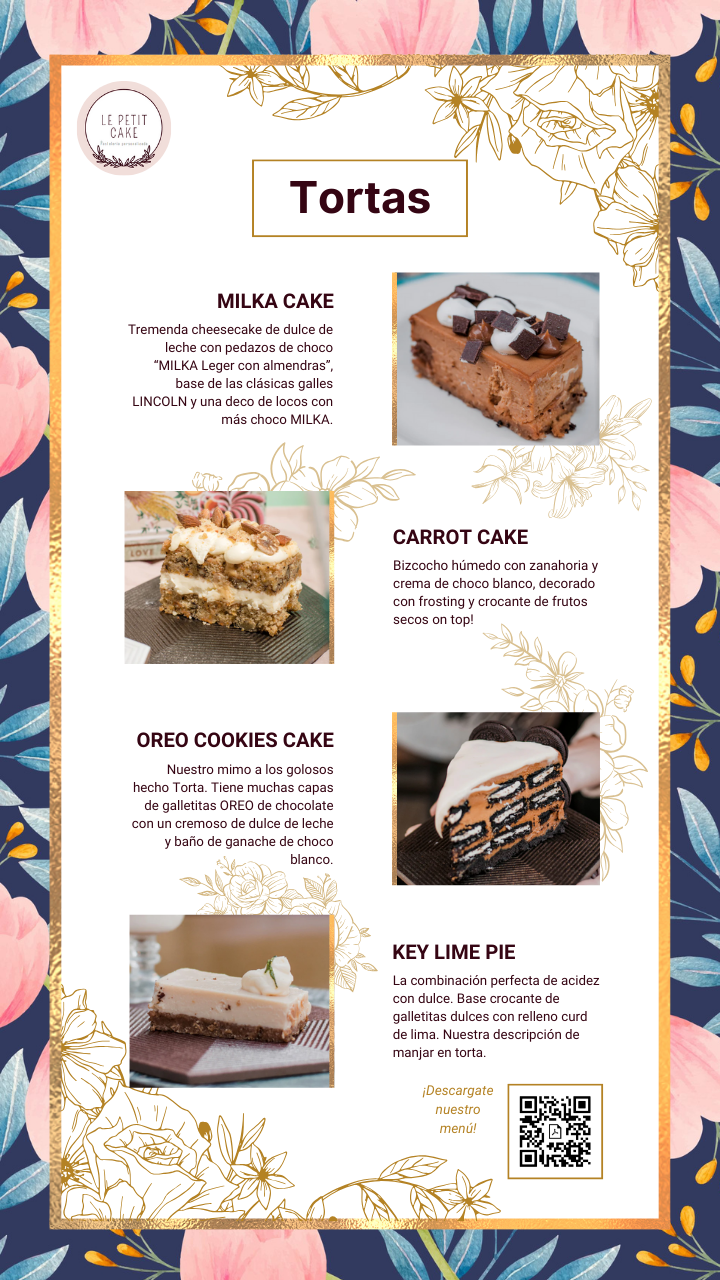 LE PETIT
CAKE
Pastelería personalizada
Tortas
MILKA CAKE
Tremenda cheesecake de dulce de
leche con pedazos de choco
“MILKA Leger con almendras”,
base de las clásicas galles
LINCOLN y una deco de locos con
más choco MILKA.
LOVE
CARROT CAKE
Bizcocho húmedo con zanahoria y
crema de choco blanco, decorado
con frosting y crocante de frutos
secos on top!
OREO COOKIES CAKE
Nuestro mimo a los golosos
hecho Torta. Tiene muchas capas
de galletitas OREO de chocolate
con un cremoso de dulce de leche
y baño de ganache de choco
blanco.
KEY LIME PIE
La combinación perfecta de acidez
con dulce. Base crocante de
galletitas dulces con relleno curd
de lima. Nuestra descripción de
manjar en torta.
¡Descargate
nuestro
menú!